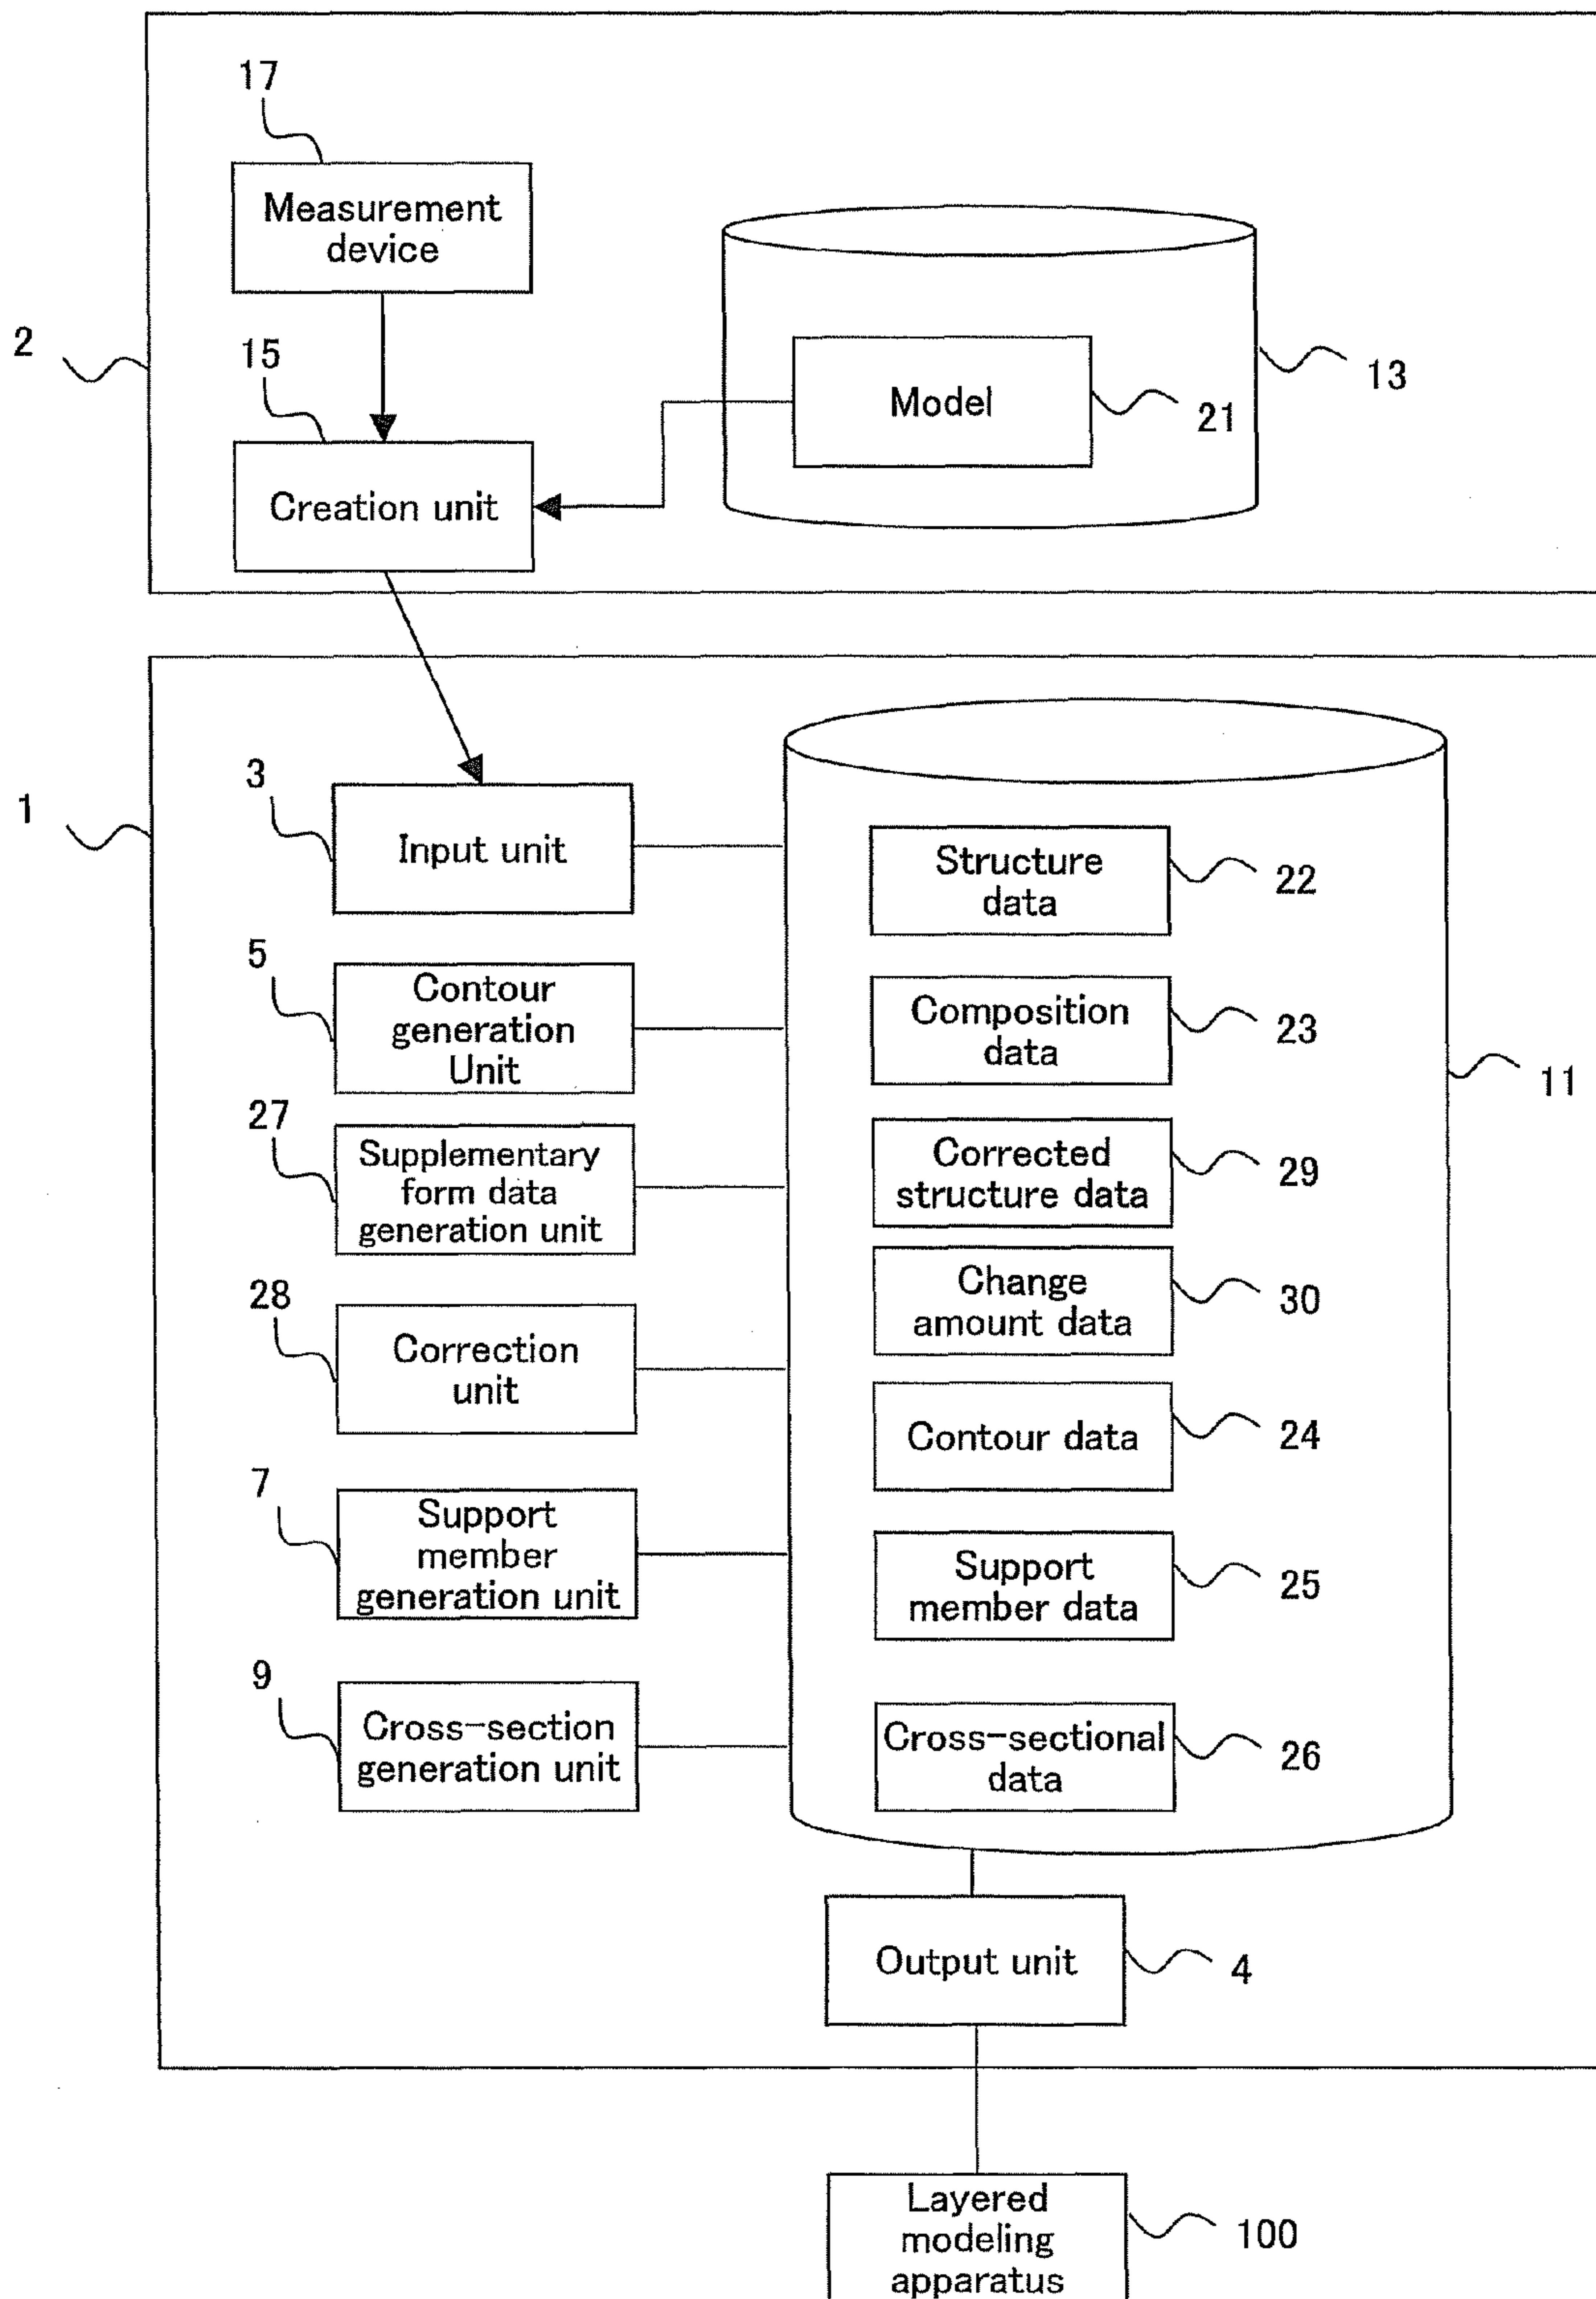 17
Measurement
device
2
15
13
Model
21
Creation unit
1
3
Input unit
Structure
data
22
5
Contour
generation
Unit
Composition
data
23
11
27
Supplementary
form data
generation unit
Corrected
structure data
29
28
Correction
unit
Change
amount data
30
Contour data
24
7
Support
member
generation unit
Support
member data
25
9
Cross-section
generation unit
Cross-sectional
data
26
Output unit
4
Layered
modeling
apparatus
100